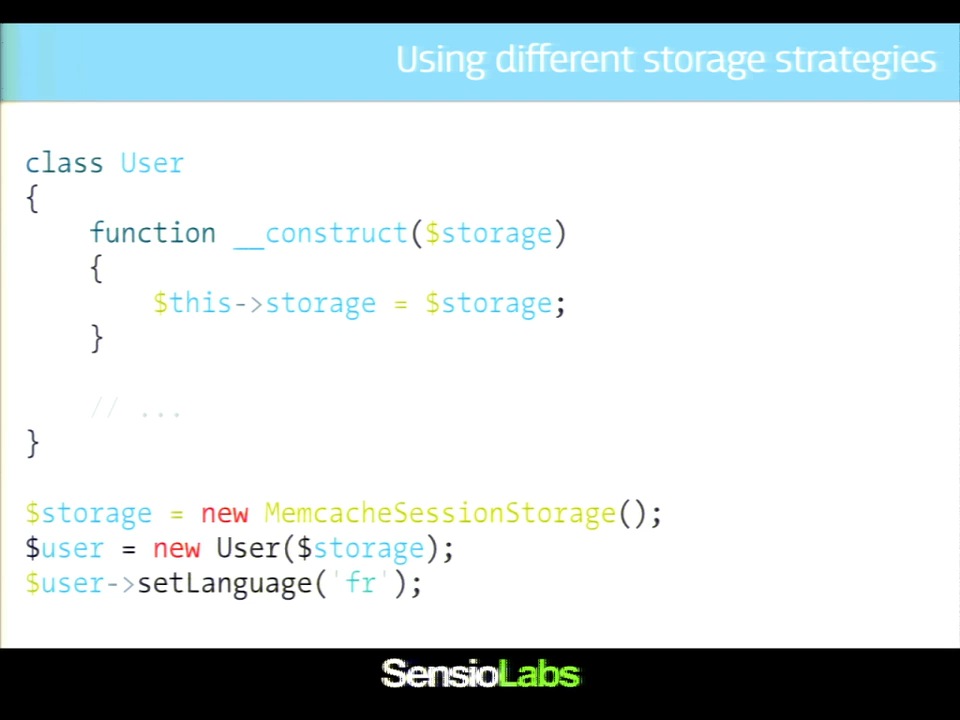 Using different storage strategies
class User
{
function __construct($storage)
{
$this->storage = $storage;
}
// ...
}
$storage = new MemcacheSessionStorage();
$user = new User($storage);
$user->setLanguage('fr');
SensioLabs